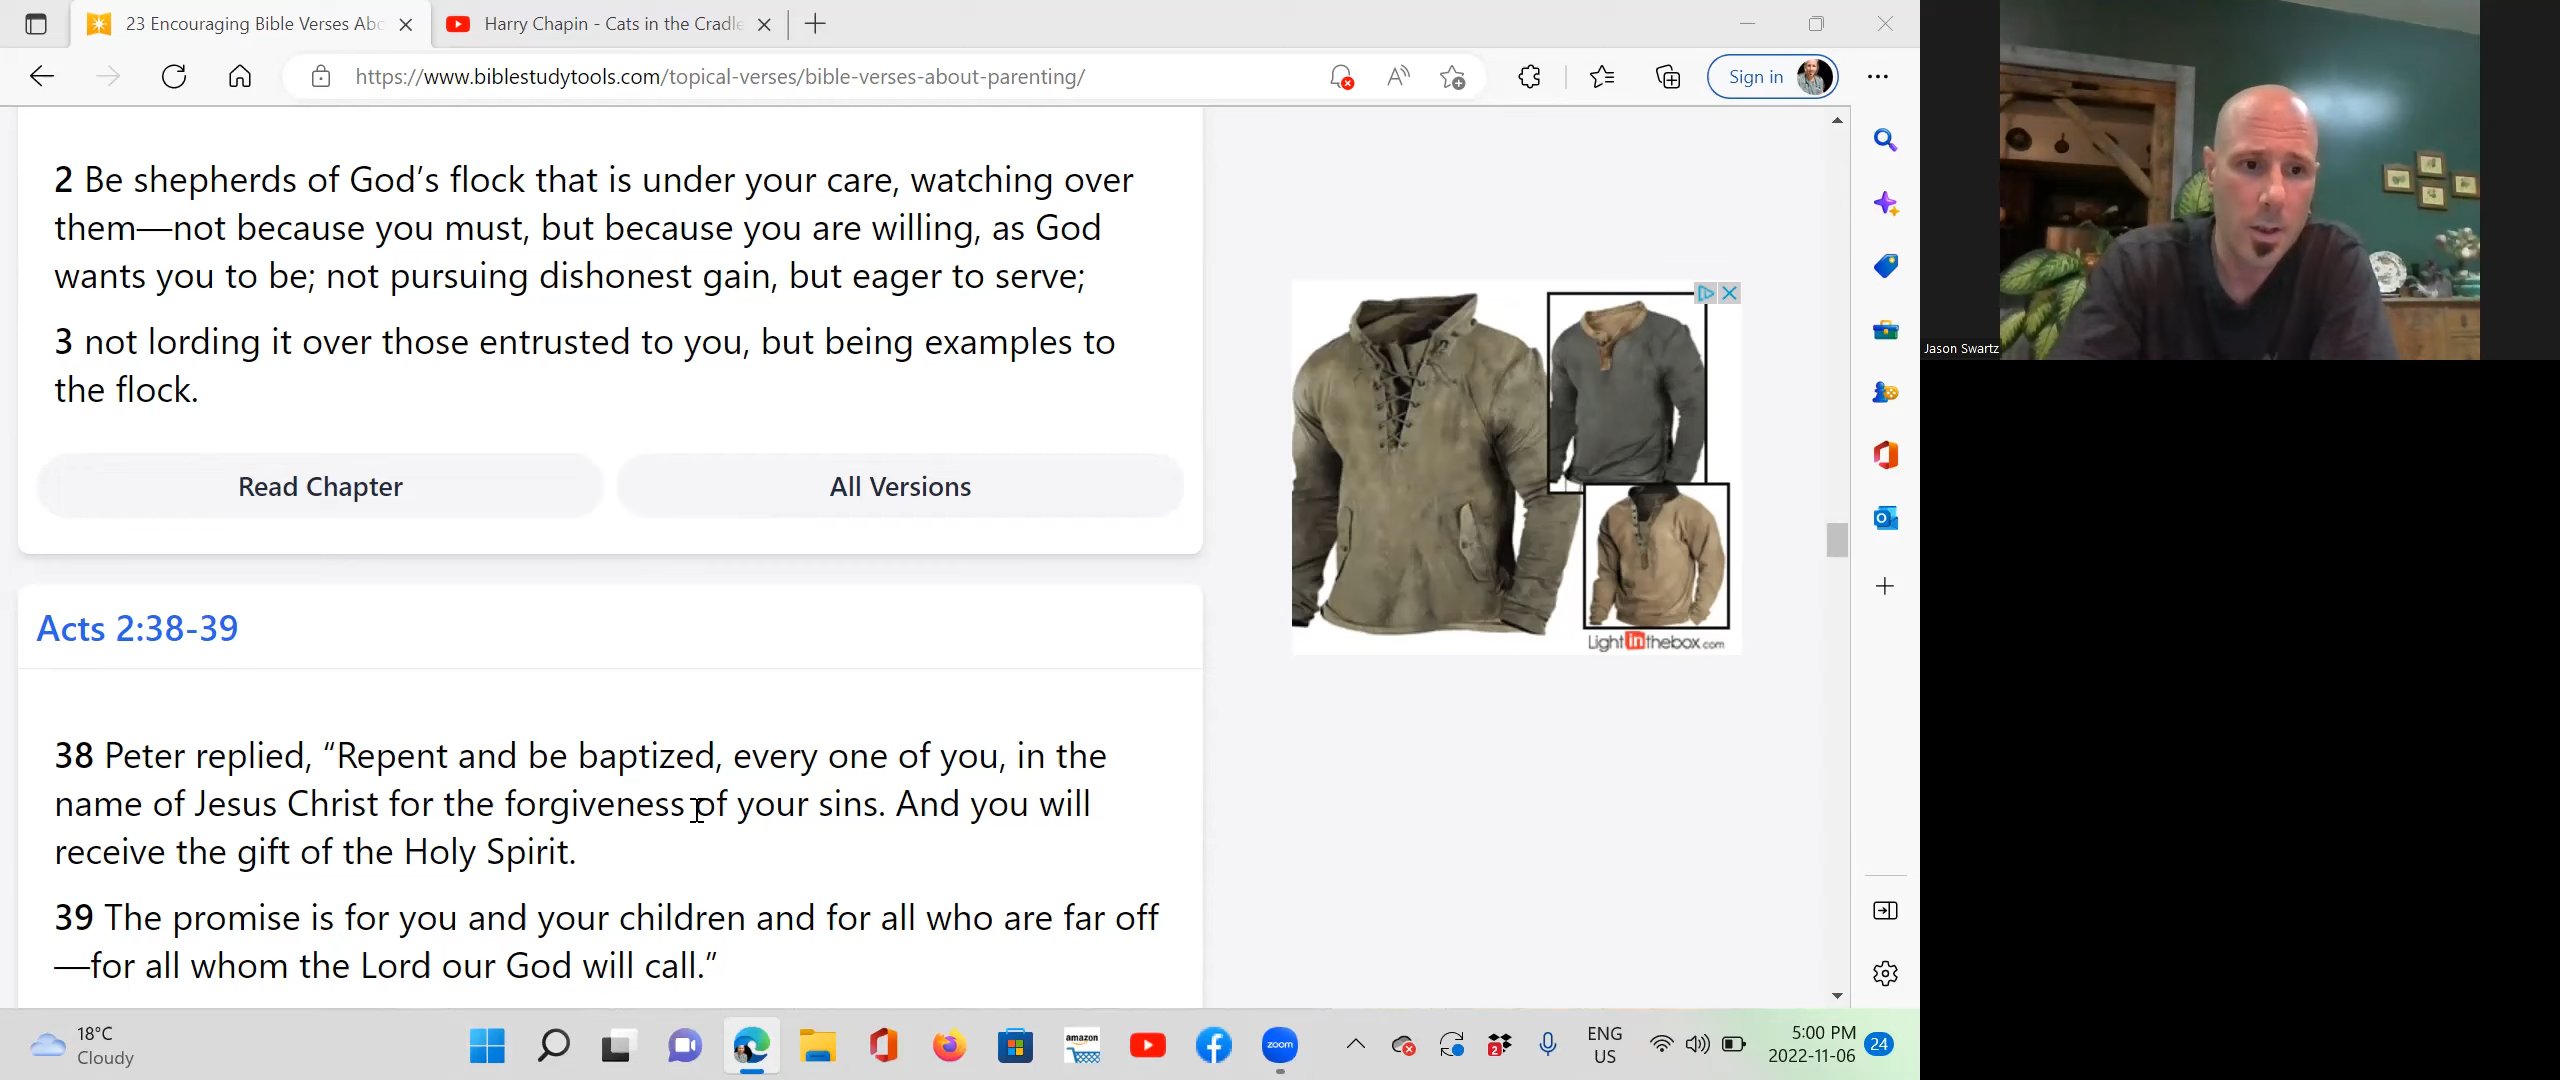 23 Encouraging Bible Verses Abo
Harry Chapin - Cats in the Cradle
https://www.biblestudytools.com/topical-verses/bible-verses-about-parenting/
Sign in
2 Be shepherds of God’s flock that is under your care, watching over
them—not because you must, but because you are willing, as God
wants you to be; not pursuing dishonest gain, but eager to serve;
3 not lording it over those entrusted to you, but being examples to
the flock.
Read Chapter
All Versions
Lightinthebox.com
Jason Swartz
Acts 2:38-39
38 Peter replied, “Repent and be baptized, every one of you, in the
name of Jesus Christ for the forgiveness of your sins. And you will
receive the gift of the Holy Spirit.
39 The promise is for you and your children and for all who are far off
—for all whom the Lord our God will call.”
18°C
Cloudy
amazon
zoom
2
ENG
US
5:00 PM
2022-11-06
24